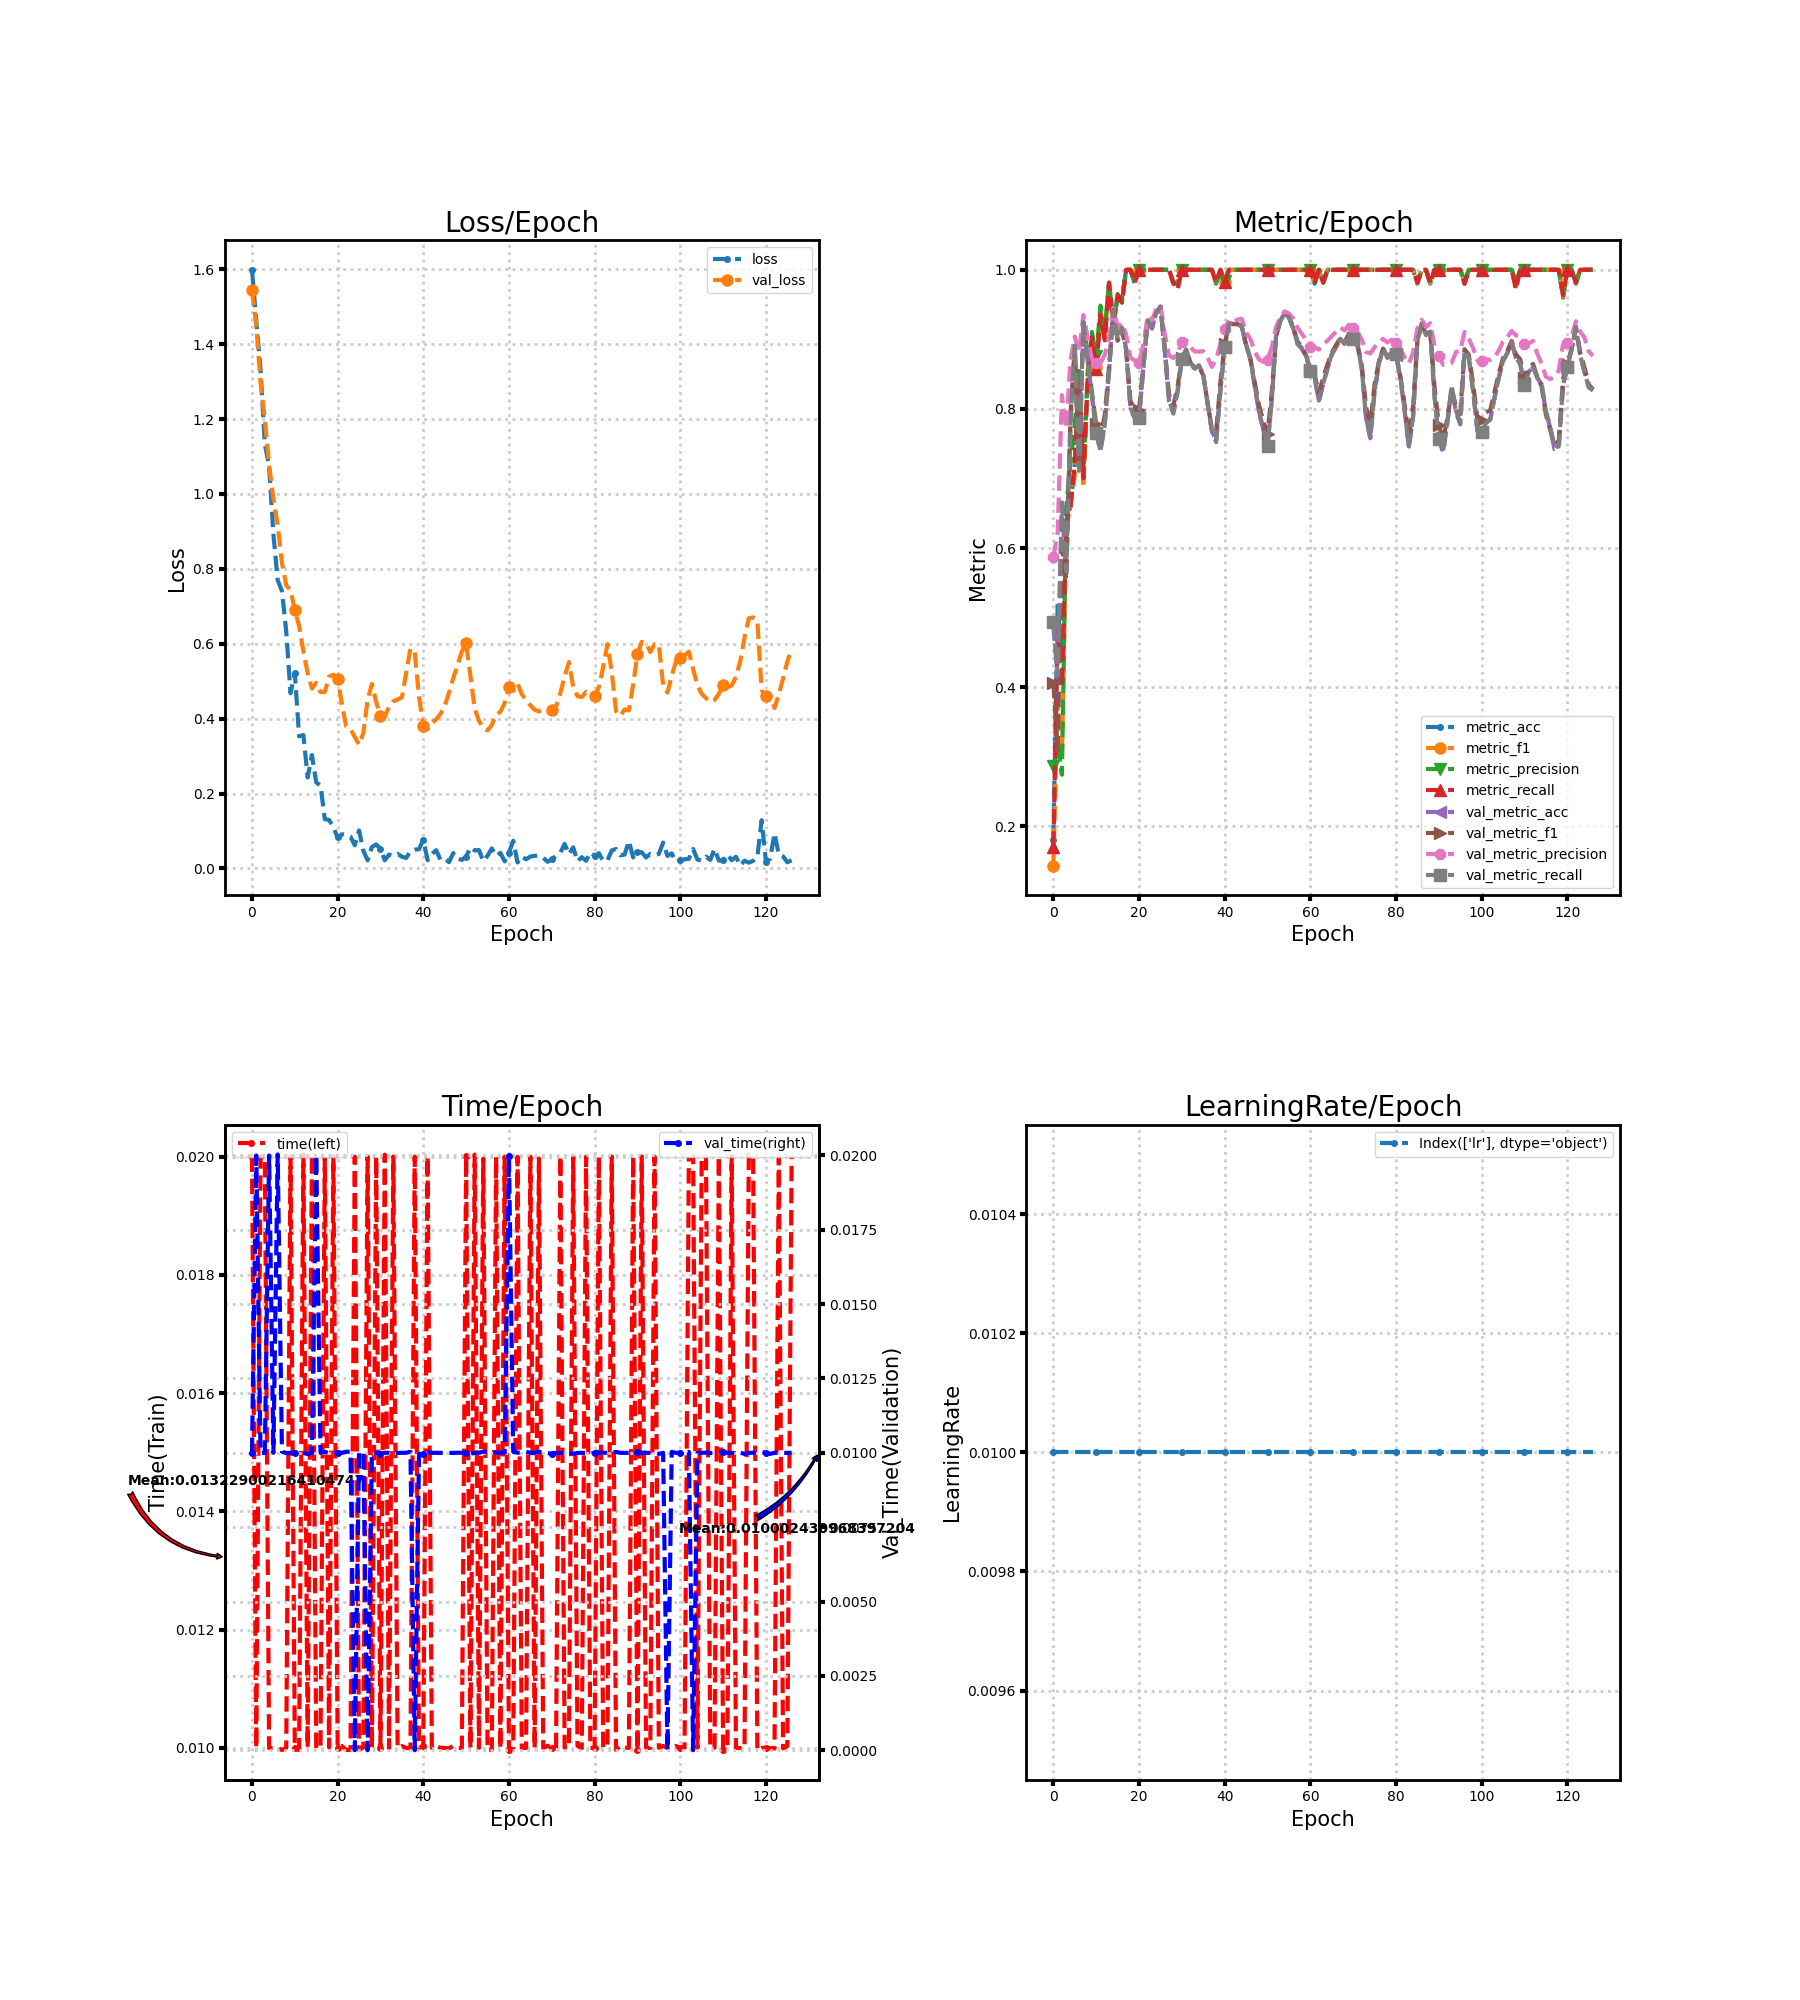 Loss/Epoch
loss
val_loss
1.6
1.4
1.2
1.0
0.8
0.6
0.4
0.2
0.0
Loss
0 20 40 60 80 100 120
Epoch
Metric/Epoch
1.0
0.8
0.6
0.4
0.2
Metric
metric_acc
metric_f1
metric_precision
metric_recall
val_metric_acc
val_metric_f1
val_metric_precision
val_metric_recall
0 20 40 60 80 100 120
Epoch
Time/Epoch
time(left)
val_time(right)
0.020
0.018
0.016
0.014
0.012
0.010
Time(Train)
Mean:0.013229002164104747
0.0200
0.0175
0.0150
0.0125
0.0100
0.0050
0.0025
0.0000
Val_Time(Validation)
0 20 40 60 80 100 120
Epoch
LearningRate/Epoch
Index(['lr'], dtype='object')
0.0104
0.0102
0.0100
0.0098
0.0096
LearningRate
0 20 40 60 80 100 120
Epoch